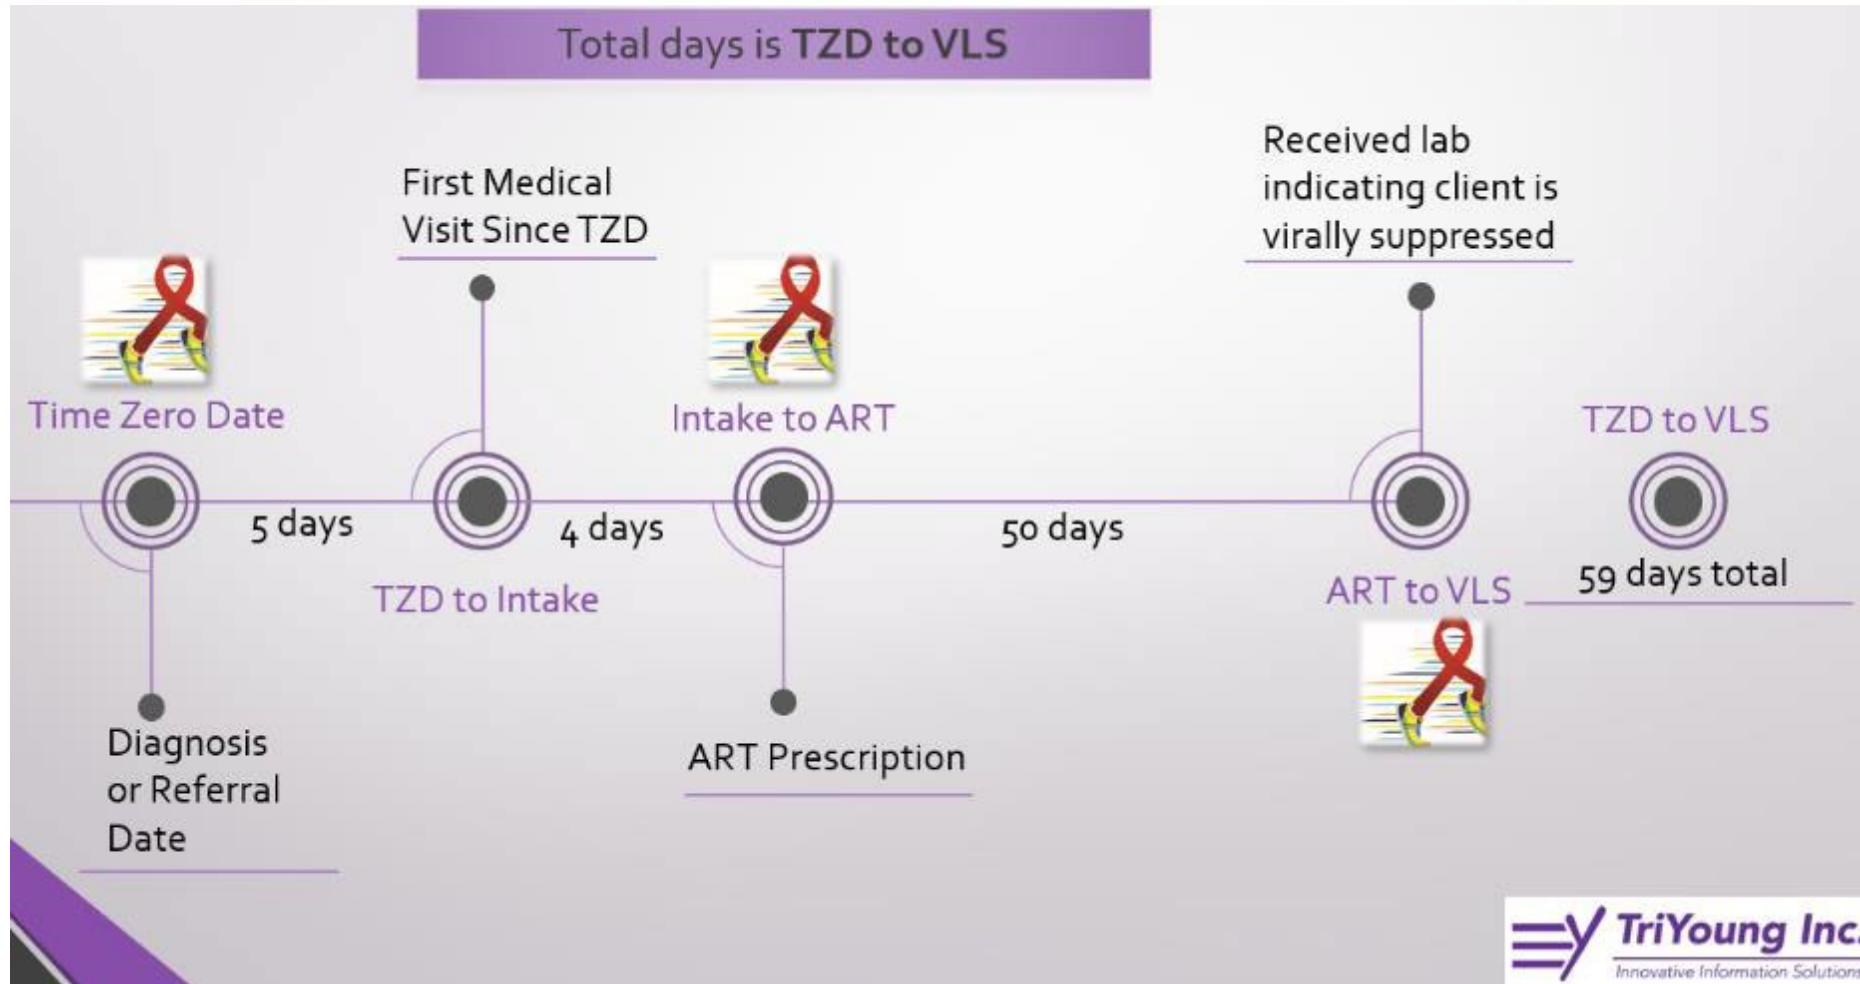 Total days is TZD to VLS
Received lab
indicating client is
virally suppressed
First Medical
Visit Since TZD
Time Zero Date
Intake to ART
TZD to VLS
5 days
4 days
50 days
59 days total
TZD to Intake
ART to VLS
Diagnosis
or Referral
Date
ART Prescription
TriYoung Inc.
Innovative Information Solutions